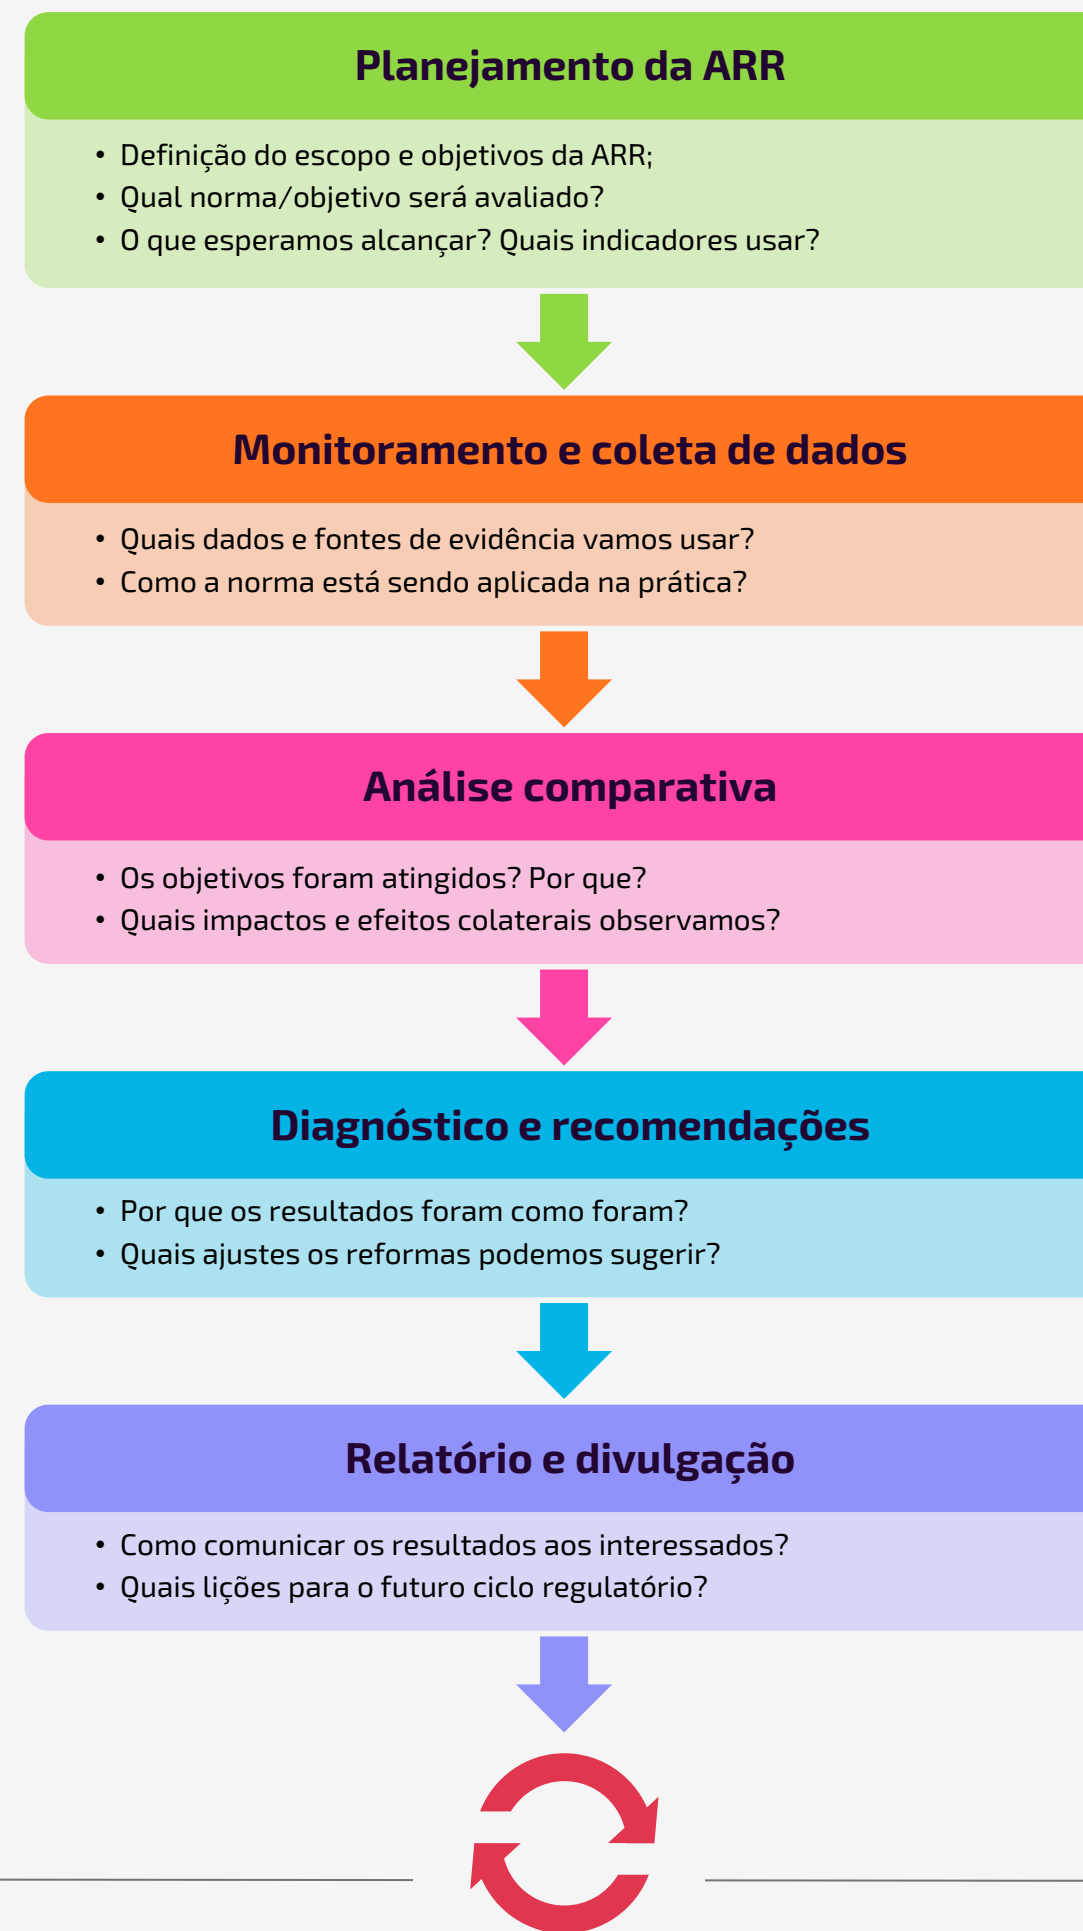 Planejamento da ARR
• Definição do escopo e objetivos da ARR;
• Qual norma/objetivo será avaliado?
• O que esperamos alcançar? Quais indicadores usar?
Monitoramento e coleta de dados
• Quais dados e fontes de evidência vamos usar?
• Como a norma está sendo aplicada na prática?
Análise comparativa
• Os objetivos foram atingidos? Por que?
• Quais impactos e efeitos colaterais observamos?
Diagnóstico e recomendações
• Por que os resultados foram como foram?
• Quais ajustes os reformas podemos sugerir?
Relatório e divulgação
• Como comunicar os resultados aos interessados?
• Quais lições para o futuro ciclo regulatório?